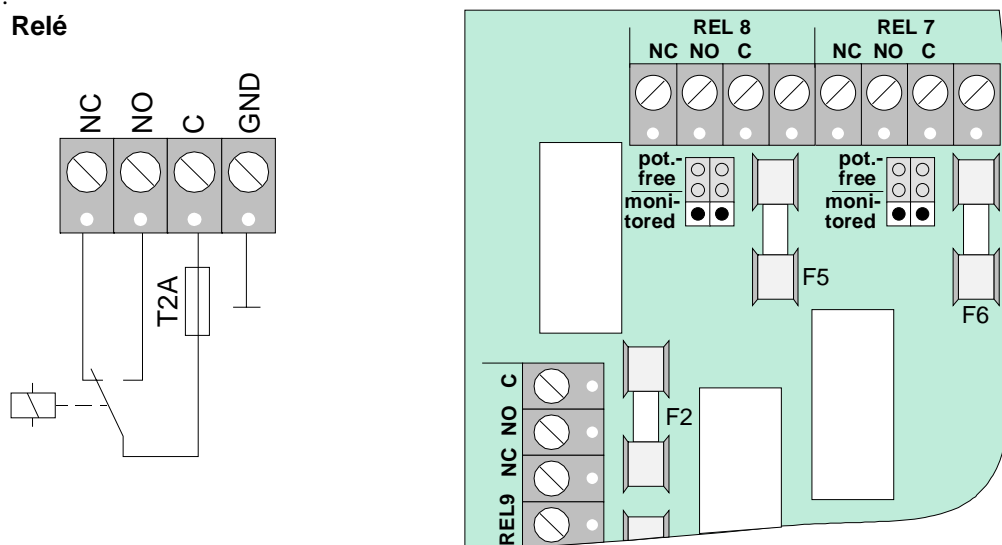 .
Relé
NC NO C GND
T2A
REL 8 REL 7
NC NO C NC NO C
pot.-
free
moni-
tored
pot.-
free
moni-
tored
F5
F6
C
NO
NC
REL9
F2